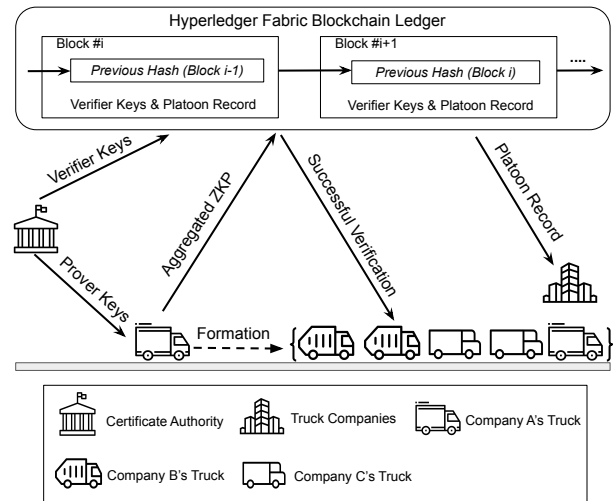 Hyperledger Fabric Blockchain Ledger
Block #i
Previous Hash (Block i-1)
Verifier Keys & Platoon Record
Block #i+1
Previous Hash (Block i)
Verifier Keys & Platoon Record
....
Verifier Keys
Prover Keys
Aggregated ZKP
Successful Verification
Platoon Record
Formation
{
}
Certificate Authority
Truck Companies
Company A's Truck
Company B's Truck
Company C's Truck